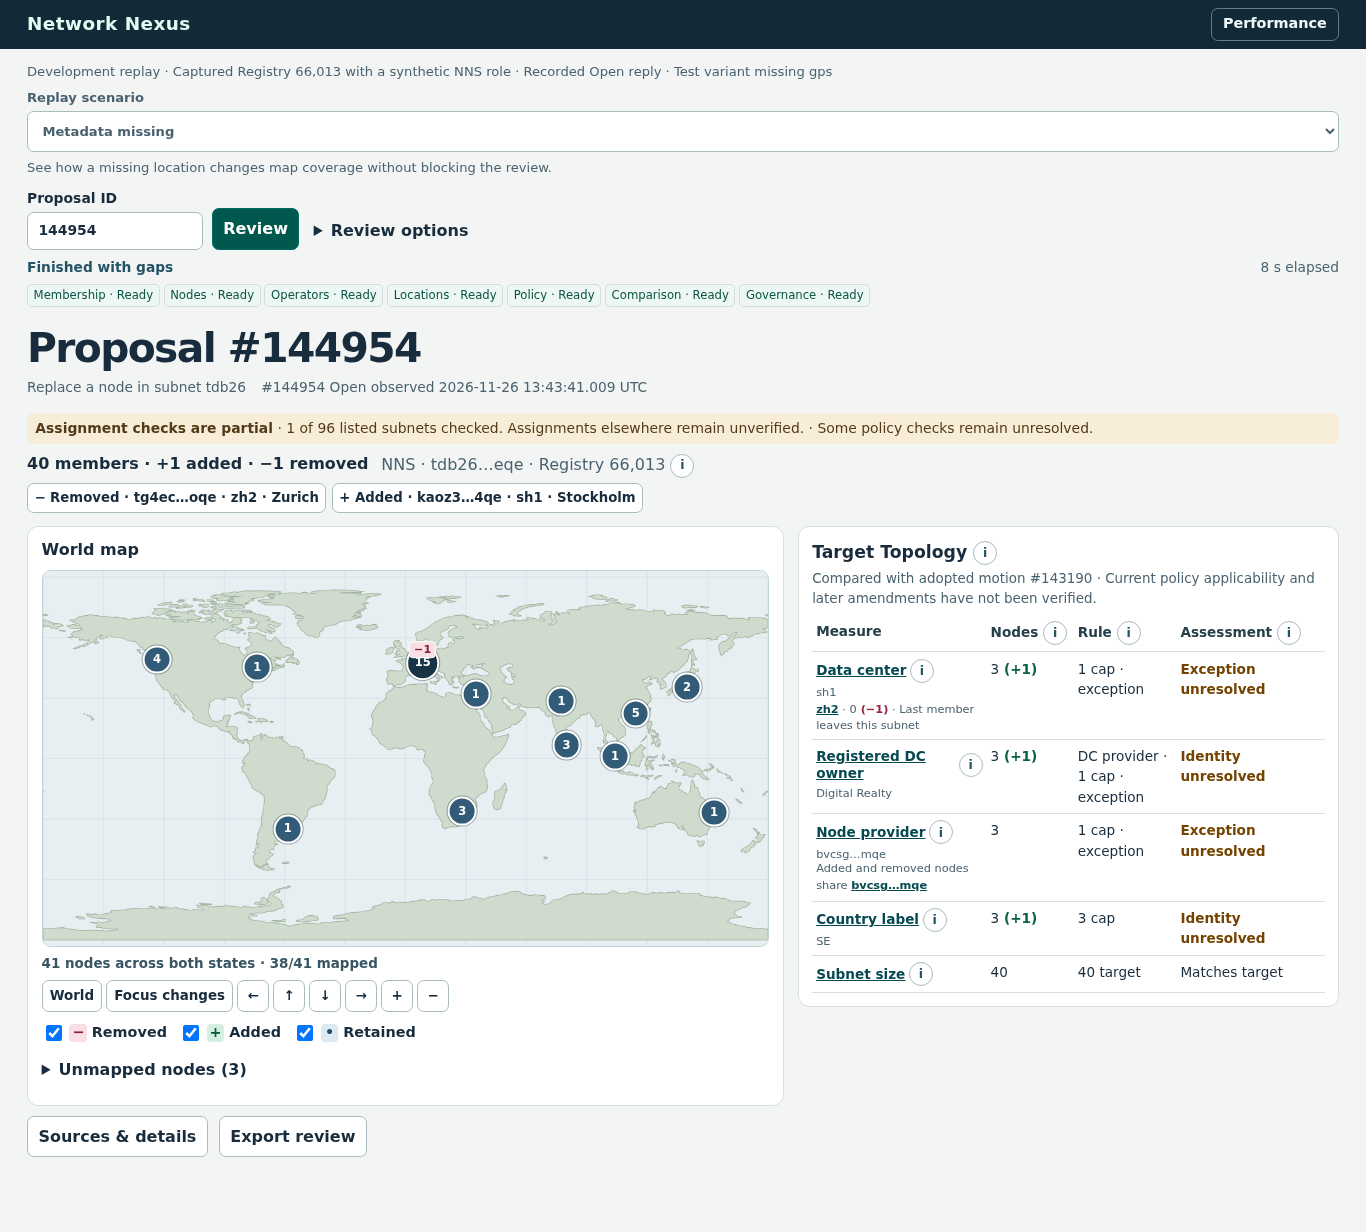 Network Nexus
Performance
Development replay · Captured Registry 66,013 with a synthetic NNS role · Recorded Open reply · Test variant missing gps
Replay scenario
Metadata missing
See how a missing location changes map coverage without blocking the review.
Proposal ID
144954
Review
▶ Review options
Finished with gaps
8 s elapsed
Membership · Ready
Nodes · Ready
Operators · Ready
Locations · Ready
Policy · Ready
Comparison · Ready
Governance · Ready
Proposal #144954
Replace a node in subnet tdb26 #144954 Open observed 2026-11-26 13:43:41.009 UTC
Assignment checks are partial · 1 of 96 listed subnets checked. Assignments elsewhere remain unverified. · Some policy checks remain unresolved.
40 members · +1 added · −1 removed NNS · tdb26…eqe · Registry 66,013 i
− Removed · tg4ec…oqe · zh2 · Zurich
+ Added · kaoz3…4qe · sh1 · Stockholm
World map
−1
15
4
1
1
1
2
5
3
1
3
1
1
41 nodes across both states · 38/41 mapped
World
Focus changes
←
↑
↓
→
+
−
− Removed
+ Added
• Retained
▶ Unmapped nodes (3)
Target Topology i
Compared with adopted motion #143190 · Current policy applicability and
later amendments have not been verified.
Measure Nodes i Rule i Assessment i
Data center i 3 (+1) 1 cap · Exception
exception unresolved
sh1
zh2 · 0 (−1) · Last member
leaves this subnet
Registered DC i 3 (+1) DC provider · Identity
owner 1 cap · unresolved
Digital Realty exception
Node provider i 3 1 cap · Exception
exception unresolved
bvcsg…mqe
Added and removed nodes
share bvcsg…mqe
Country label i 3 (+1) 3 cap Identity
SE unresolved
Subnet size i 40 40 target Matches target
Sources & details
Export review